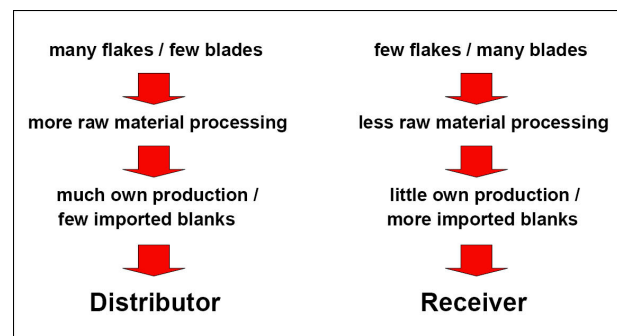 many flakes / few blades
more raw material processing
much own production /
few imported blanks
Distributor
few flakes / many blades
less raw material processing
little own production /
more imported blanks
Receiver